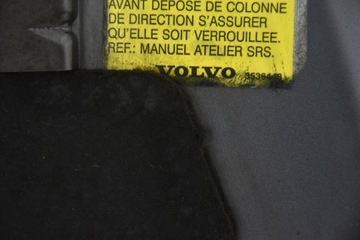 AVANT DEPOSE DE COLONNE
DE DIRECTION S'ASSURER
QU'ELLE SOIT VERROUILLEE.
REF.: MANUEL ATELIER SRS.
VOLVO